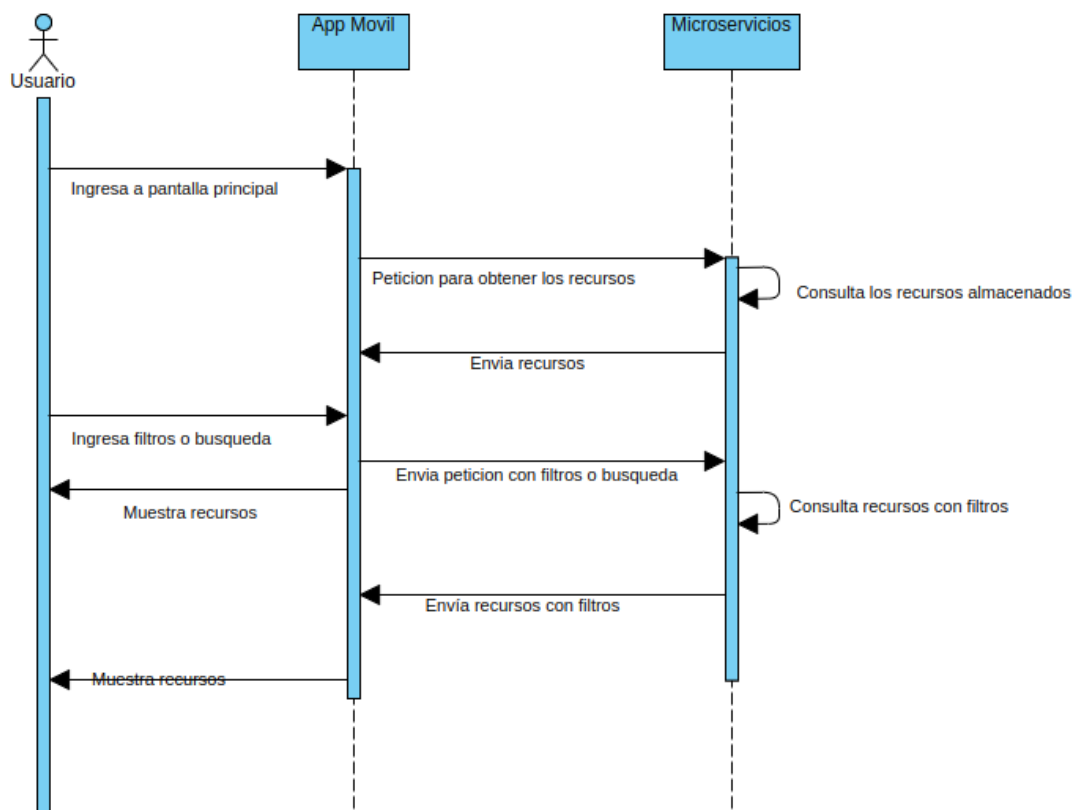 App Movil
Microservicios
Usuario
Ingresa a pantalla principal
Peticion para obtener los recursos
Consulta los recursos almacenados
Envia recursos
Ingresa filtros o busqueda
Envia peticion con filtros o busqueda
Muestra recursos
Consulta recursos con filtros
Envía recursos con filtros
Muestra recursos